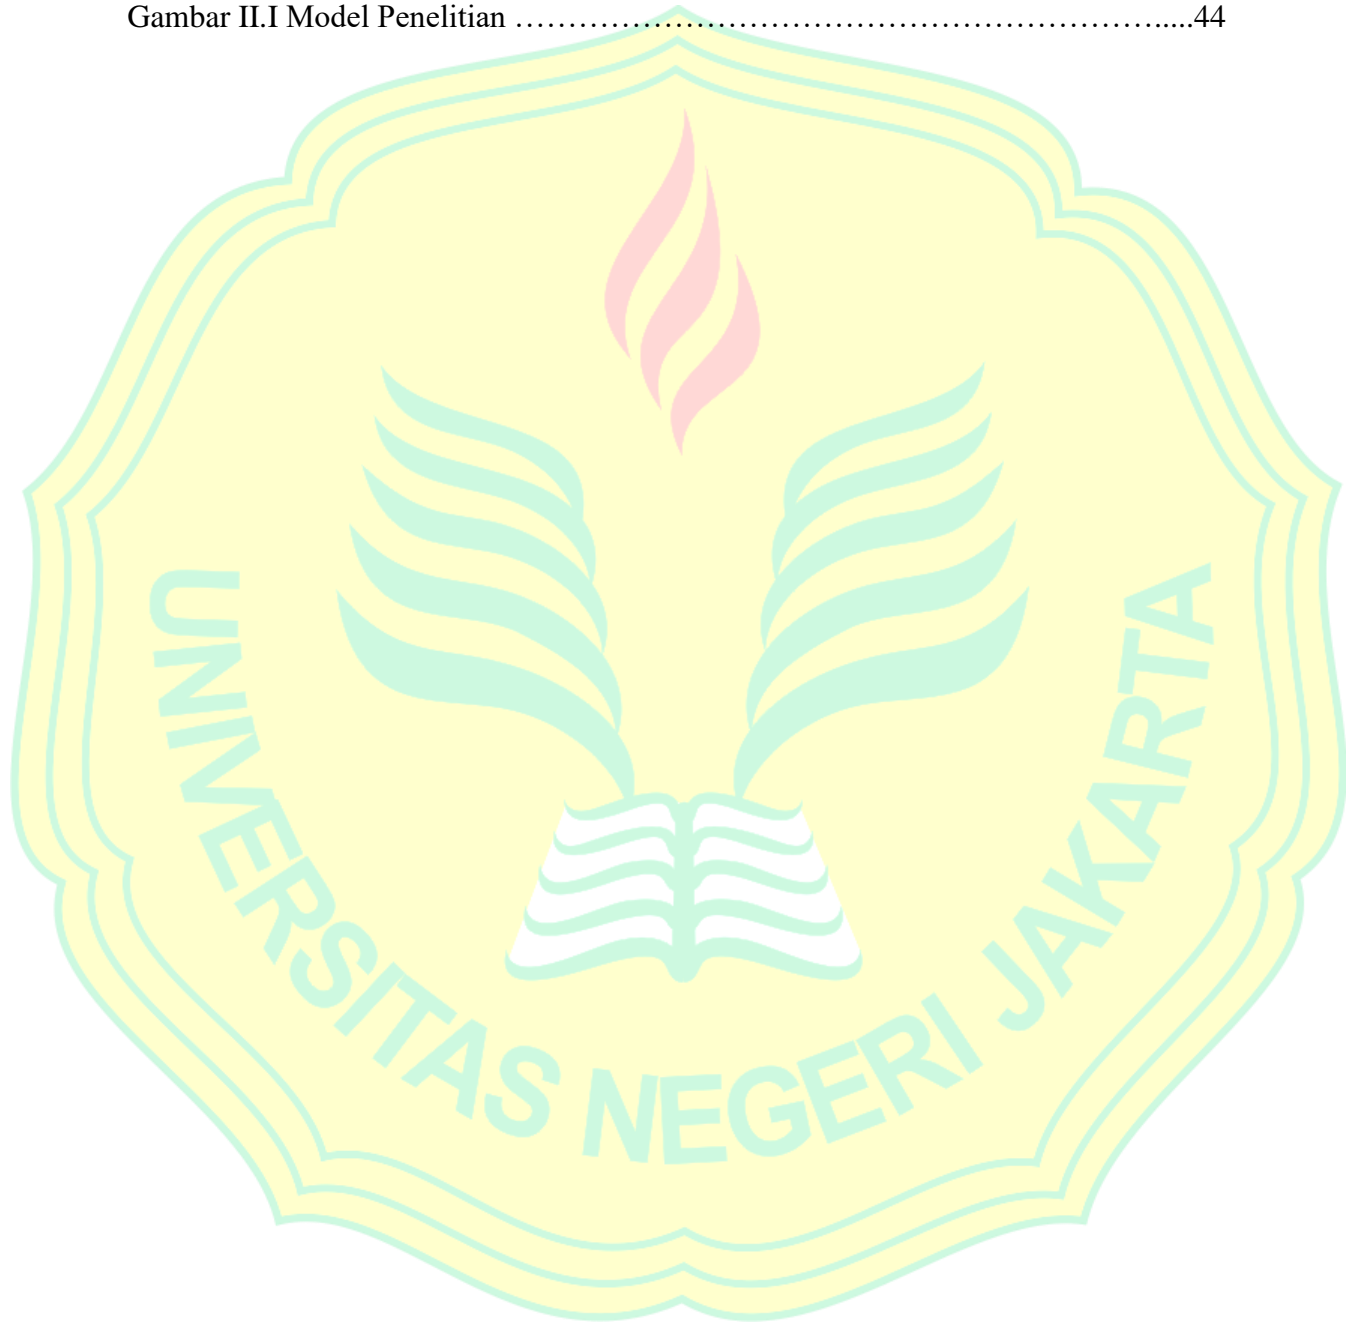 Gambar II.I Model Penelitian ……………………………………………………………….....44
UNIVERSITAS NEGERI JAKARTA